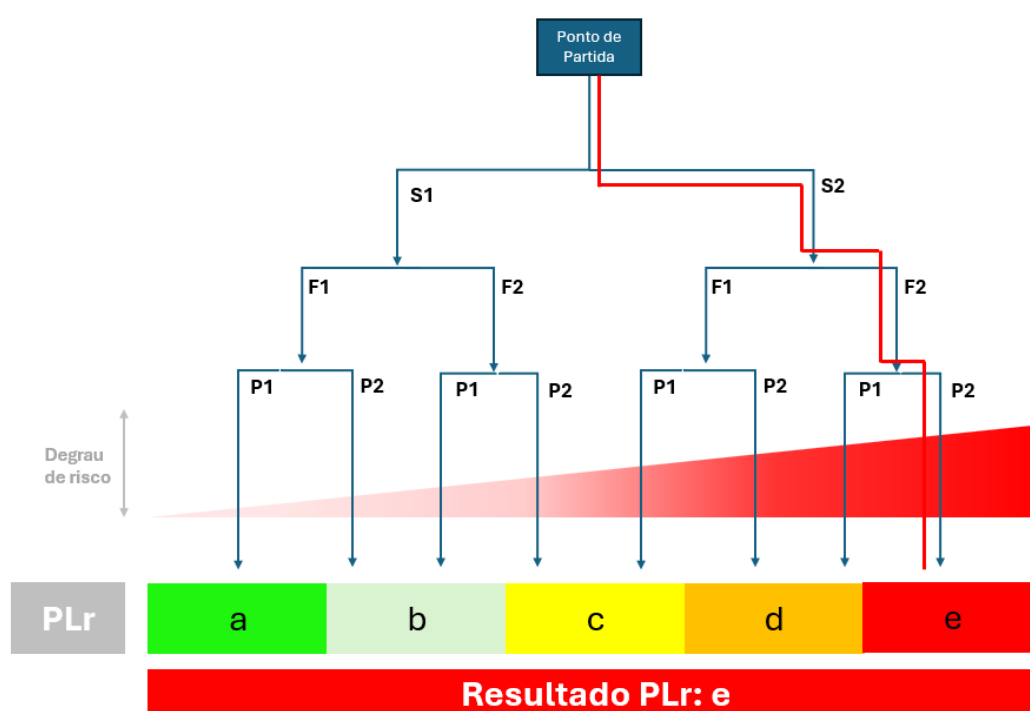 Ponto de
Partida
S1
S2
F1
F2
F1
F2
P1
P2
P1
P2
P1
P2
P1
P2
Degrau
de risco
PLr
a
b
c
d
e
Resultado PLr: e